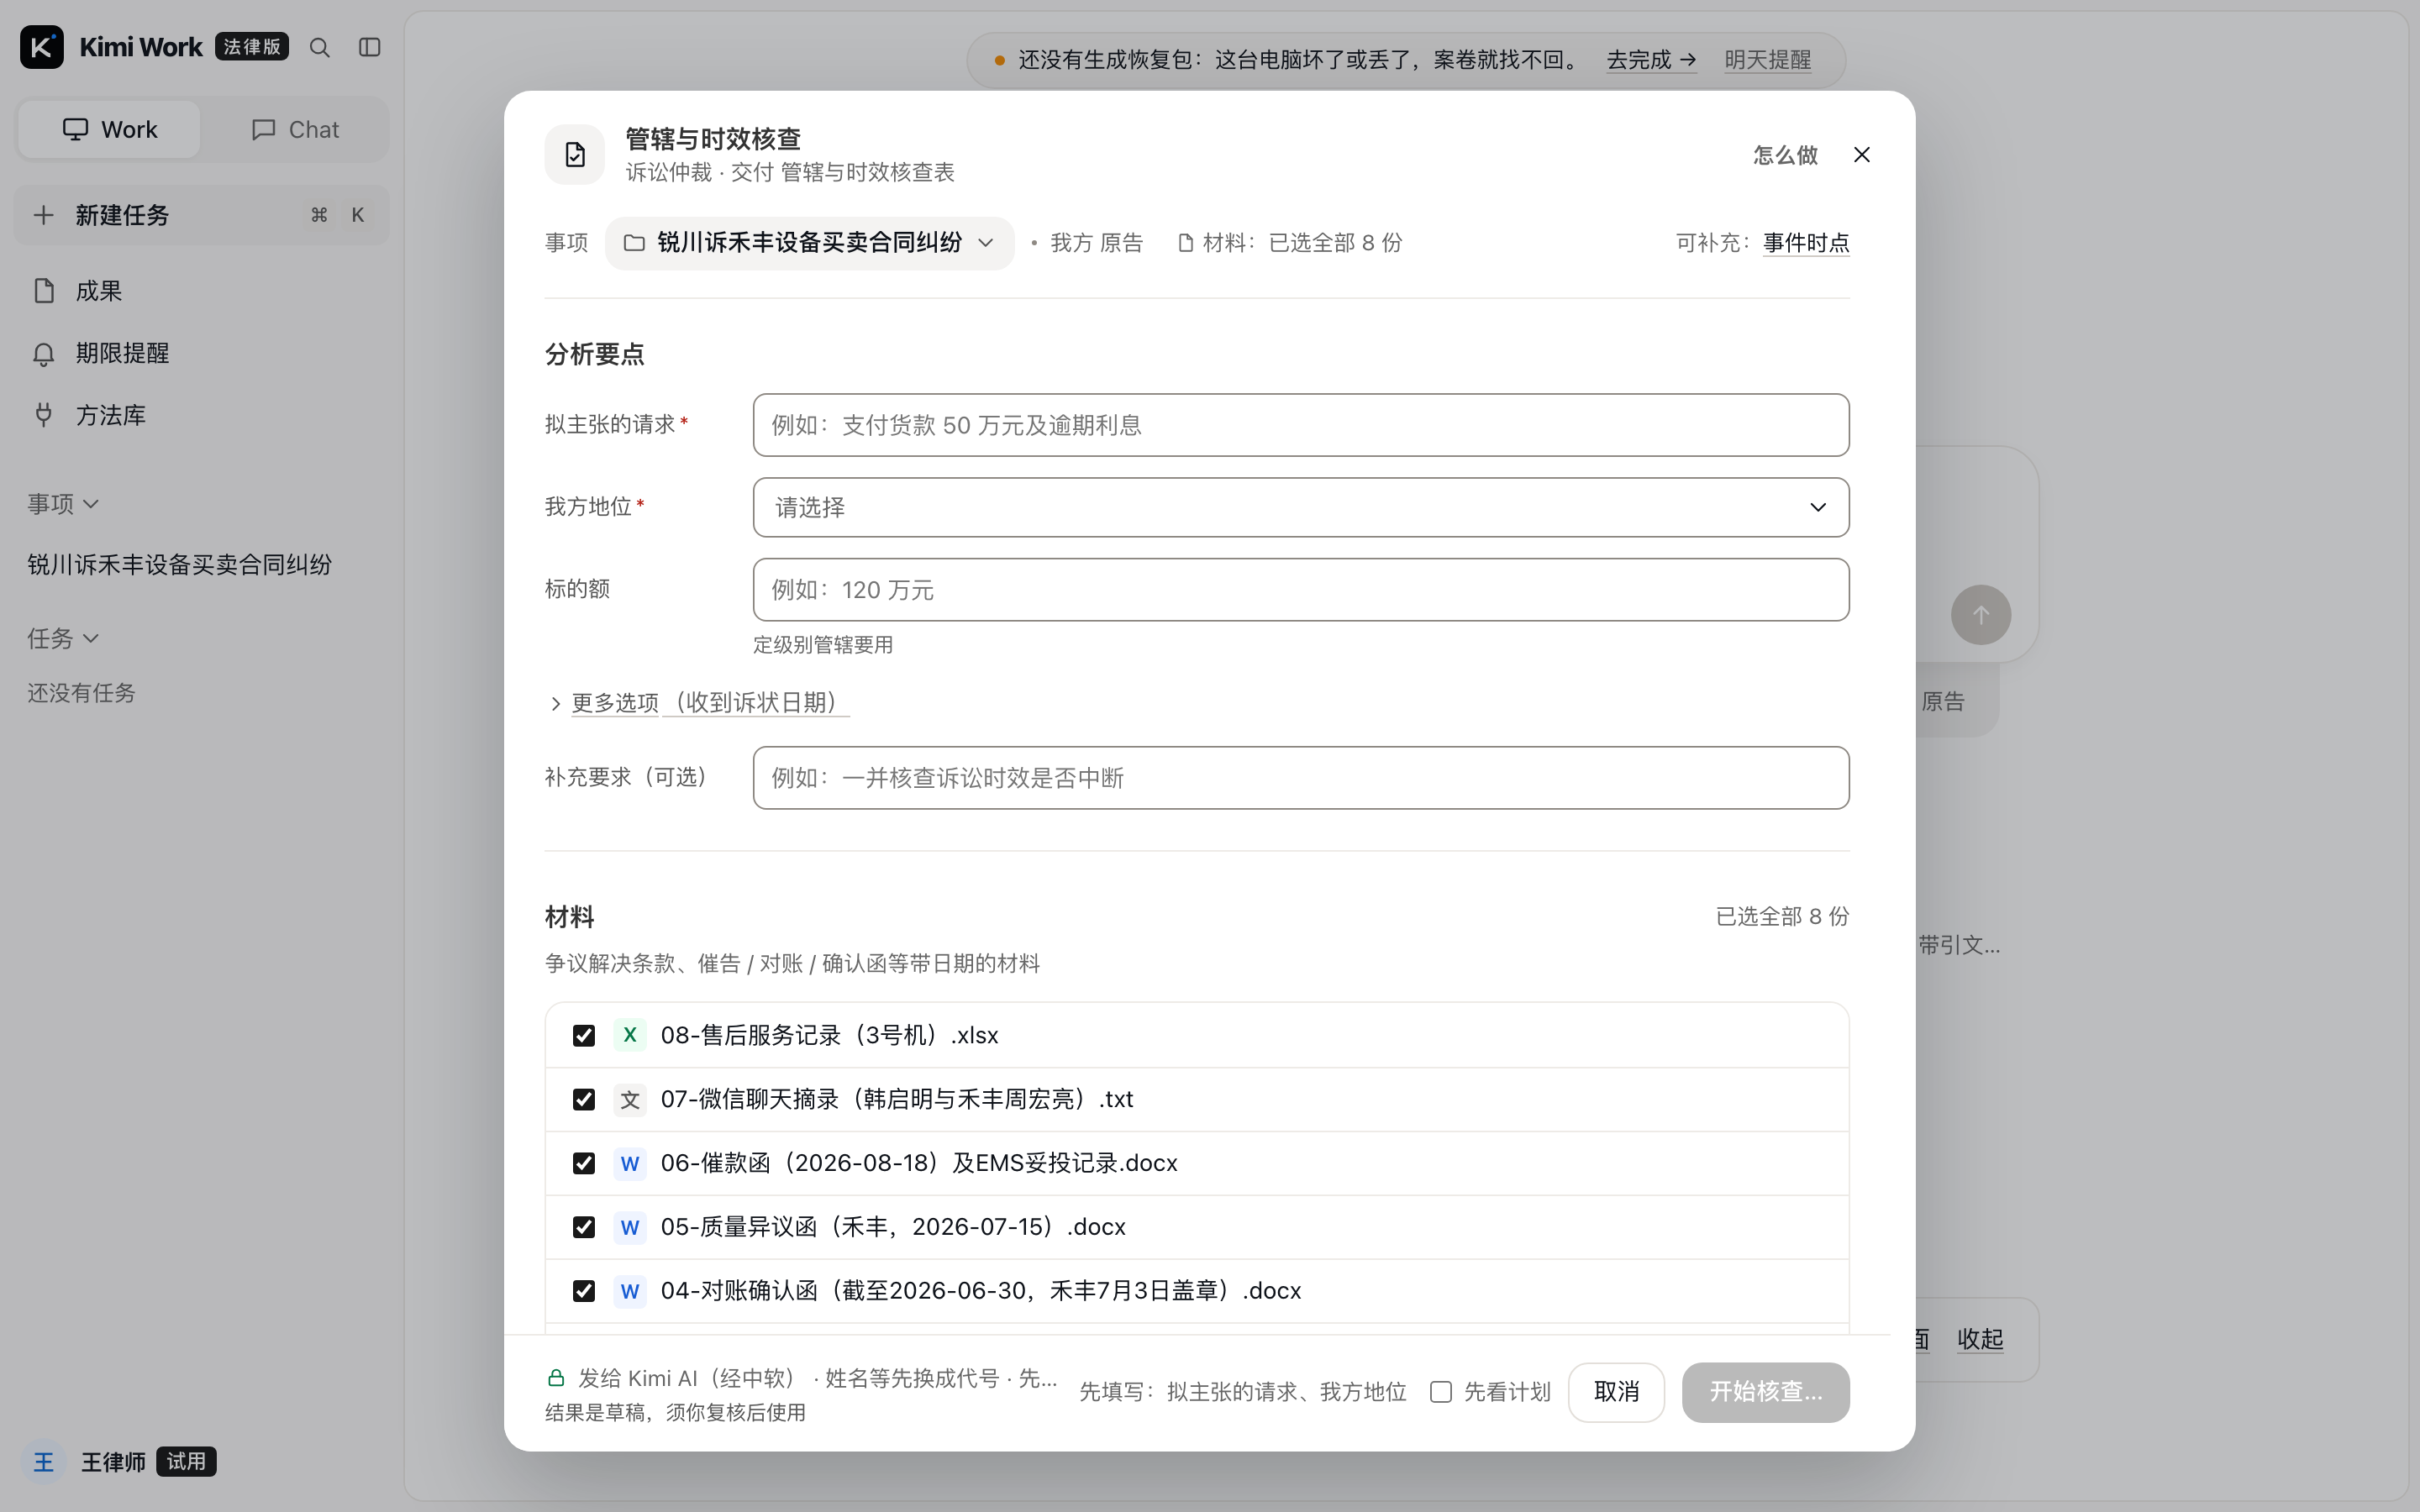 Kimi Work 法律版
Work
Chat
新建任务 ⌘ K
成果
期限提醒
方法库
事项
锐川诉禾丰设备买卖合同纠纷
任务
还没有任务
王 王律师 试用
还没有生成恢复包：这台电脑坏了或丢了，案卷就找不回。 去完成 → 明天提醒
管辖与时效核查
诉讼仲裁 · 交付 管辖与时效核查表
怎么做
事项 锐川诉禾丰设备买卖合同纠纷 • 我方 原告 材料：已选全部 8 份 可补充：事件时点
分析要点
拟主张的请求* 例如：支付货款 50 万元及逾期利息
我方地位* 请选择
标的额 例如：120 万元
定级别管辖要用
更多选项（收到诉状日期）
补充要求（可选） 例如：一并核查诉讼时效是否中断
材料 已选全部 8 份
争议解决条款、催告 / 对账 / 确认函等带日期的材料
X 08-售后服务记录（3号机）.xlsx
文 07-微信聊天摘录（韩启明与禾丰周宏亮）.txt
W 06-催款函（2026-08-18）及EMS妥投记录.docx
W 05-质量异议函（禾丰，2026-07-15）.docx
W 04-对账确认函（截至2026-06-30，禾丰7月3日盖章）.docx
发给 Kimi AI（经中软） · 姓名等先换成代号 · 先...
结果是草稿，须你复核后使用
先填写：拟主张的请求、我方地位 先看计划 取消 开始核查...
原告
带引文...
收起